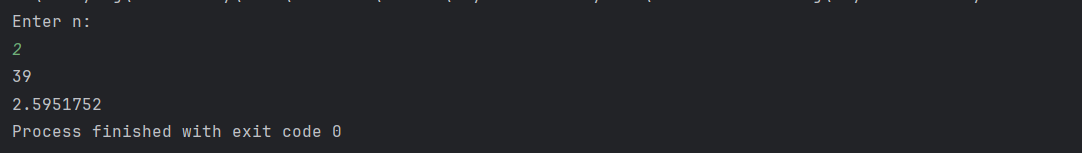 Enter n:
2
39
2.5951752
Process finished with exit code 0